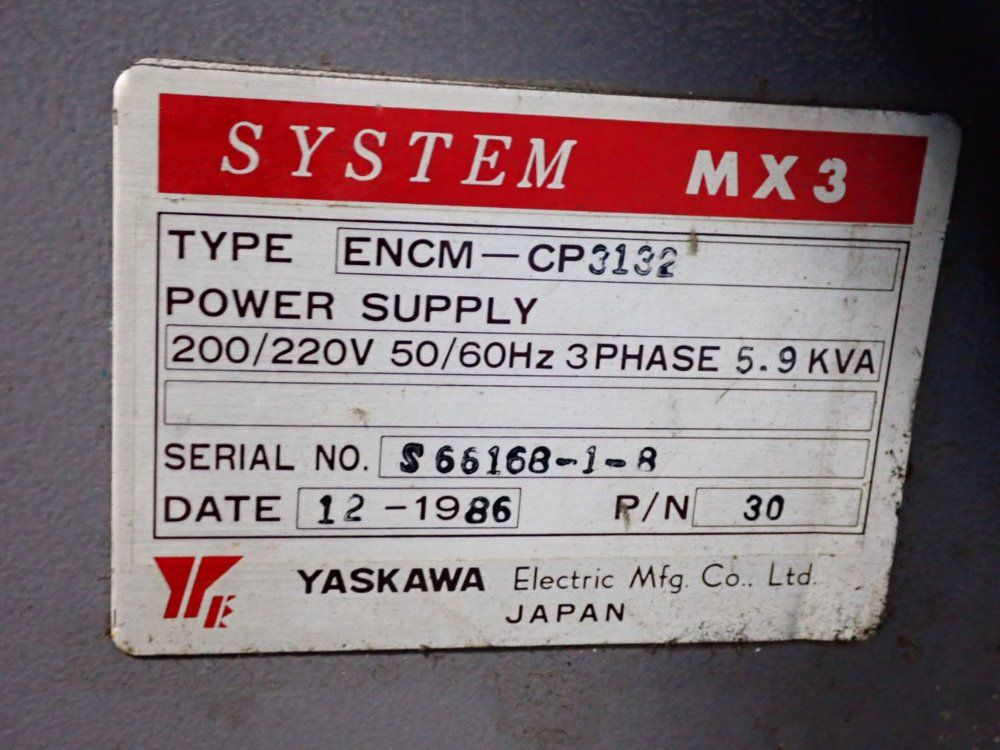 SYSTEM MX3
TYPE ENCM-CP3132
POWER SUPPLY
200/220V 50/60Hz 3PHASE 5.9 KVA
SERIAL NO. S66168-1-8
DATE 12-1986 P/N 30
YASKAWA Electric Mfg. Co., Ltd.
JAPAN